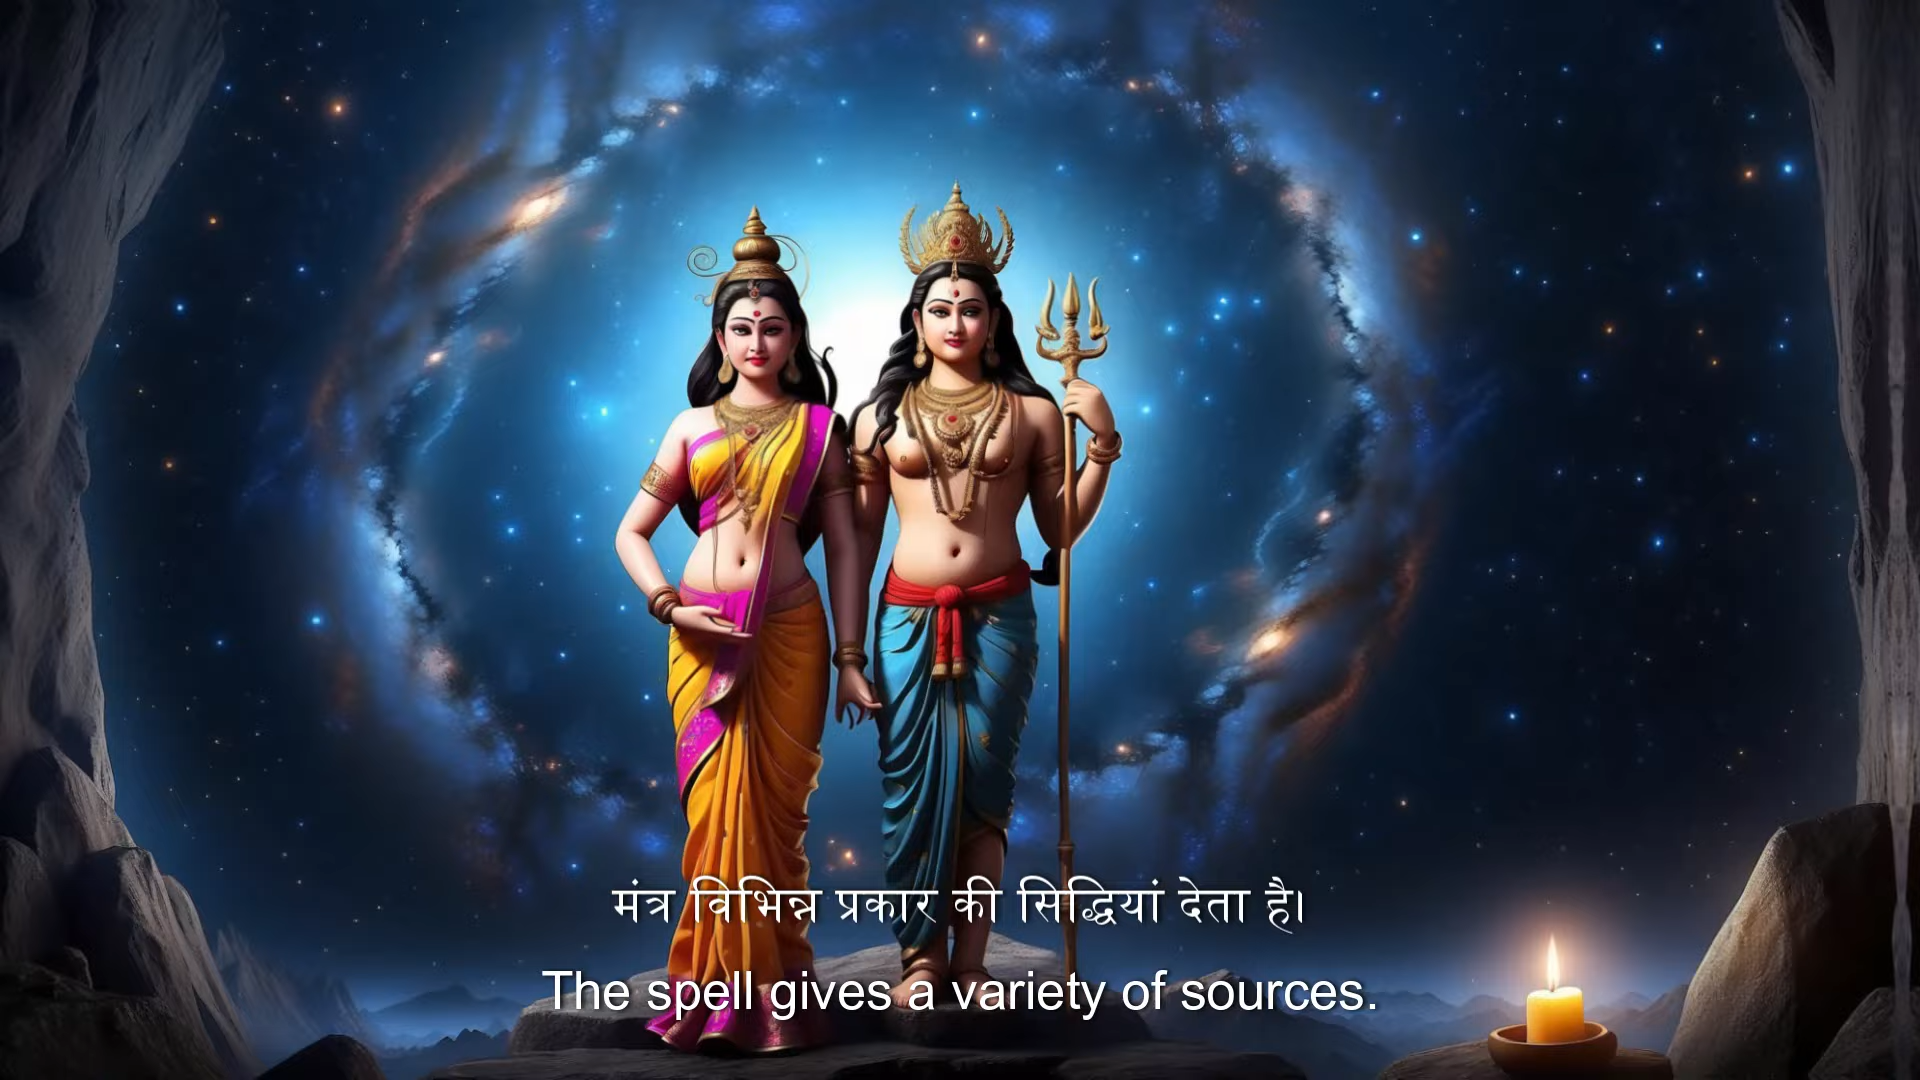 मंत्र विभिन्न प्रकार की सिद्धियां देता है।
The spell gives a variety of sources.